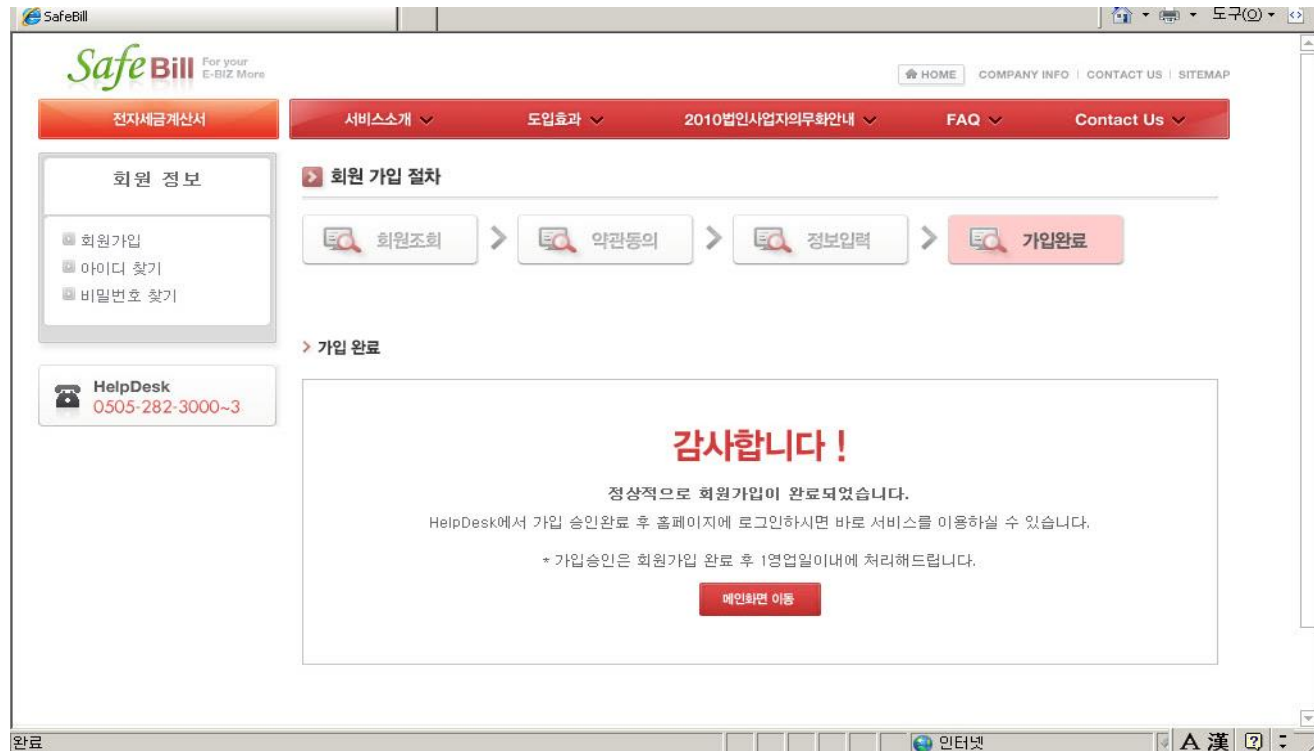 SafeBill
도구(O)
Safe Bill For your
E-BIZ More
HOME COMPANY INFO | CONTACT US | SITEMAP
전자세금계산서 서비스소개 도입효과 2010법인사업자의무화안내 FAQ Contact Us
회원 정보
회원가입
아이디 찾기
비밀번호 찾기
HelpDesk
0505-282-3000~3
회원 가입 절차
회원조회 약관동의 정보입력 가입완료
가입 완료
감사합니다 !
정상적으로 회원가입이 완료되었습니다.
HelpDesk에서 가입 승인완료 후 홈페이지에 로그인하시면 바로 서비스를 이용하실 수 있습니다.
* 가입승인은 회원가입 완료 후 1영업일이내에 처리해드립니다.
메인화면 이동
완료 인터넷 A 漢